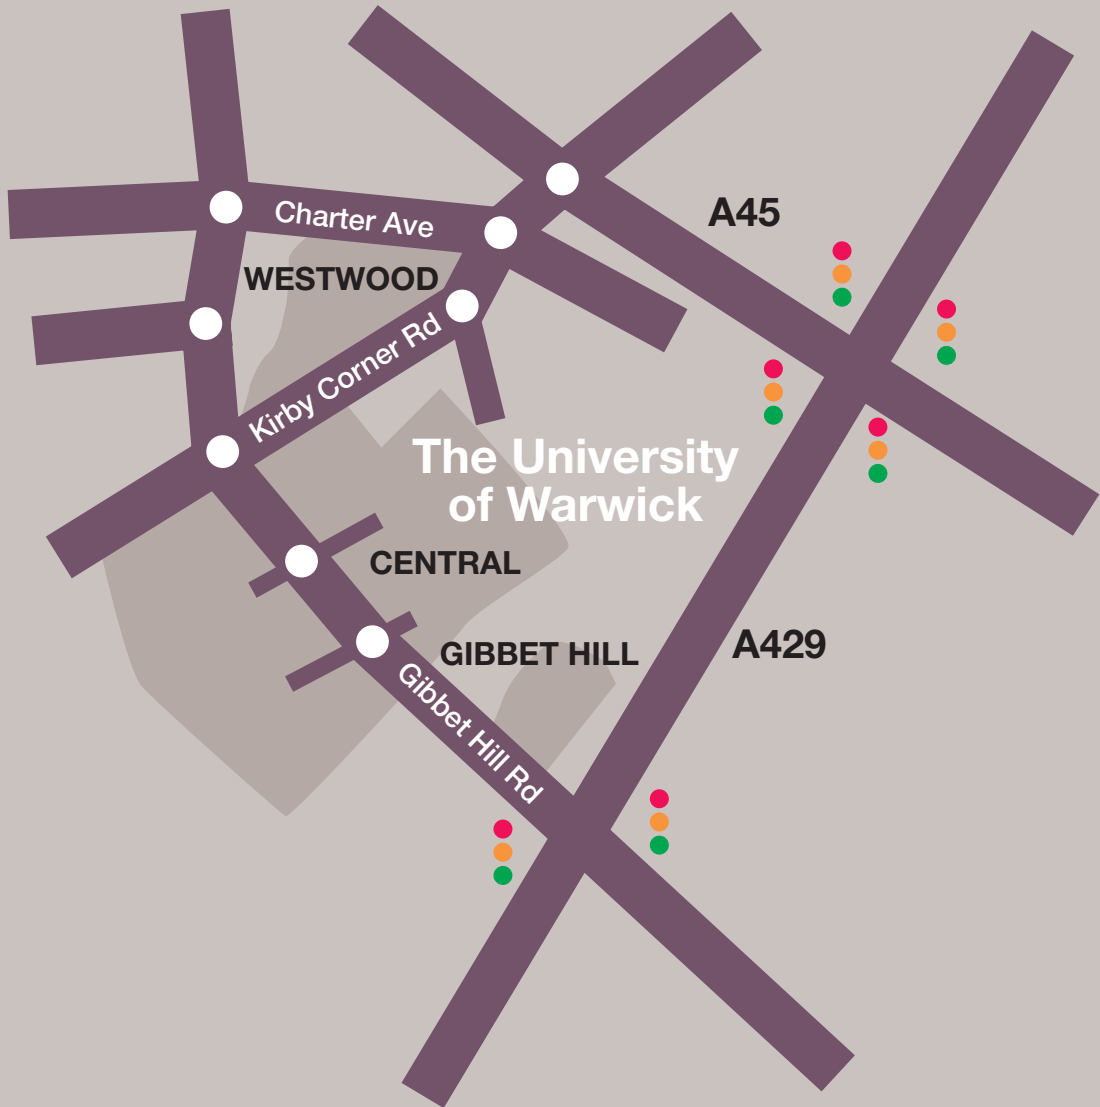 A45
Charter Ave
WESTWOOD
Kirby Corner Rd
The University
of Warwick
CENTRAL
A429
GIBBET HILL
Gibbet Hill Rd